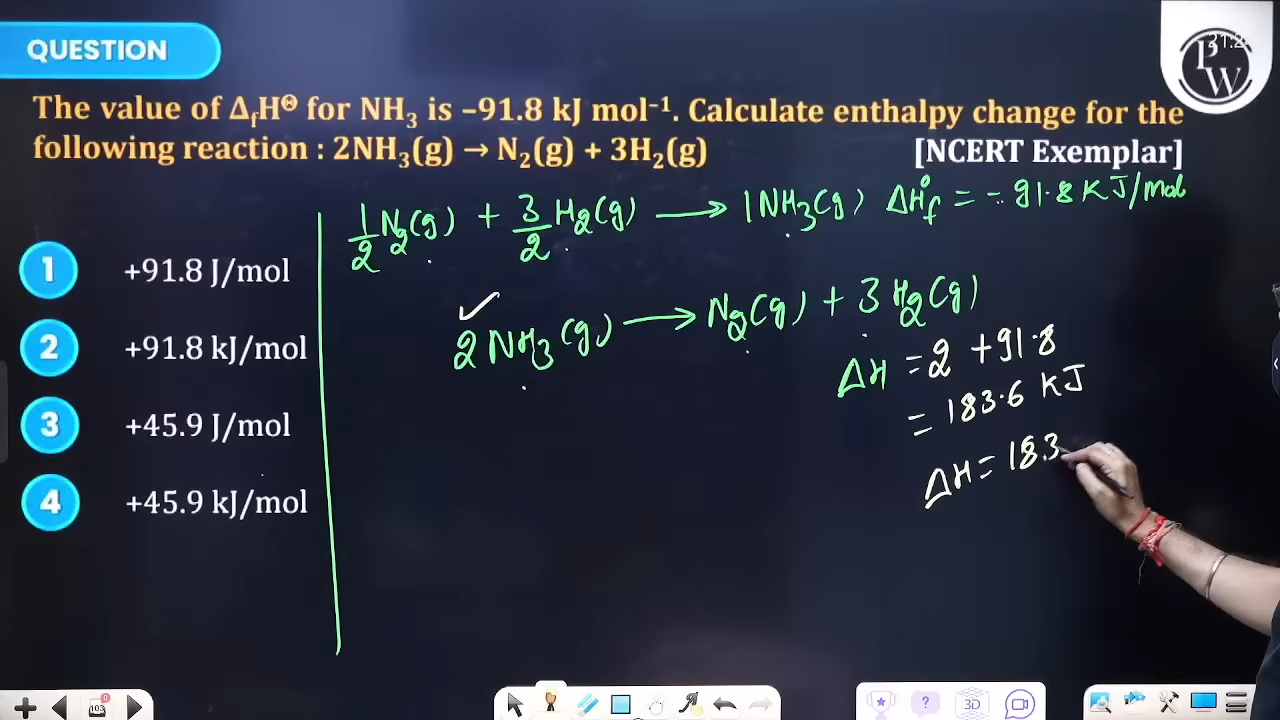 QUESTION
The value of ΔfH⊖ for NH₃ is –91.8 kJ mol⁻¹. Calculate enthalpy change for the
following reaction : 2NH₃(g) → N₂(g) + 3H₂(g) [NCERT Exemplar]
1/2 N₂(g) + 3/2 H₂(g) → 1NH₃(g) ΔH°f = - 91.8 KJ/mol
1 +91.8 J/mol
2NH₃(g) → N₂(g) + 3H₂(g)
2 +91.8 kJ/mol
ΔH = 2 +91.8
= 183.6 KJ
3 +45.9 J/mol
ΔH = 183
4 +45.9 kJ/mol
PW
103
3D